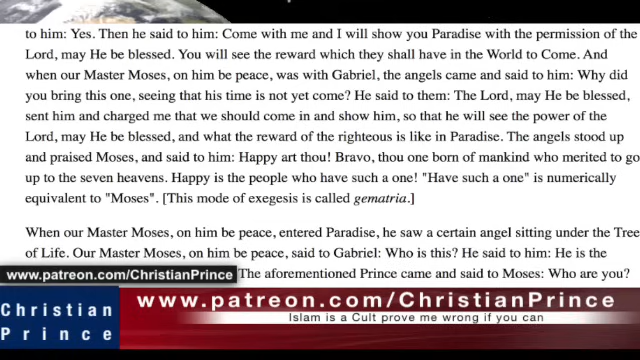 to him: Yes. Then he said to him: Come with me and I will show you Paradise with the permission of the
Lord, may He be blessed. You will see the reward which they shall have in the World to Come. And
when our Master Moses, on him be peace, was with Gabriel, the angels came and said to him: Why did
you bring this one, seeing that his time is not yet come? He said to them: The Lord, may He be blessed,
sent him and charged me that we should come in and show him, so that he will see the power of the
Lord, may He be blessed, and what the reward of the righteous is like in Paradise. The angels stood up
and praised Moses, and said to him: Happy art thou! Bravo, thou one born of mankind who merited to go
up to the seven heavens. Happy is the people who have such a one! "Have such a one" is numerically
equivalent to "Moses". [This mode of exegesis is called gematria.]
When our Master Moses, on him be peace, entered Paradise, he saw a certain angel sitting under the Tree
of Life. Our Master Moses, on him be peace, said to Gabriel: Who is this? He said to him: He is the
www.patreon.com/ChristianPrince
The aforementioned Prince came and said to Moses: Who are you?
Christian
Prince
www.patreon.com/ChristianPrince
Islam is a Cult prove me wrong if you can